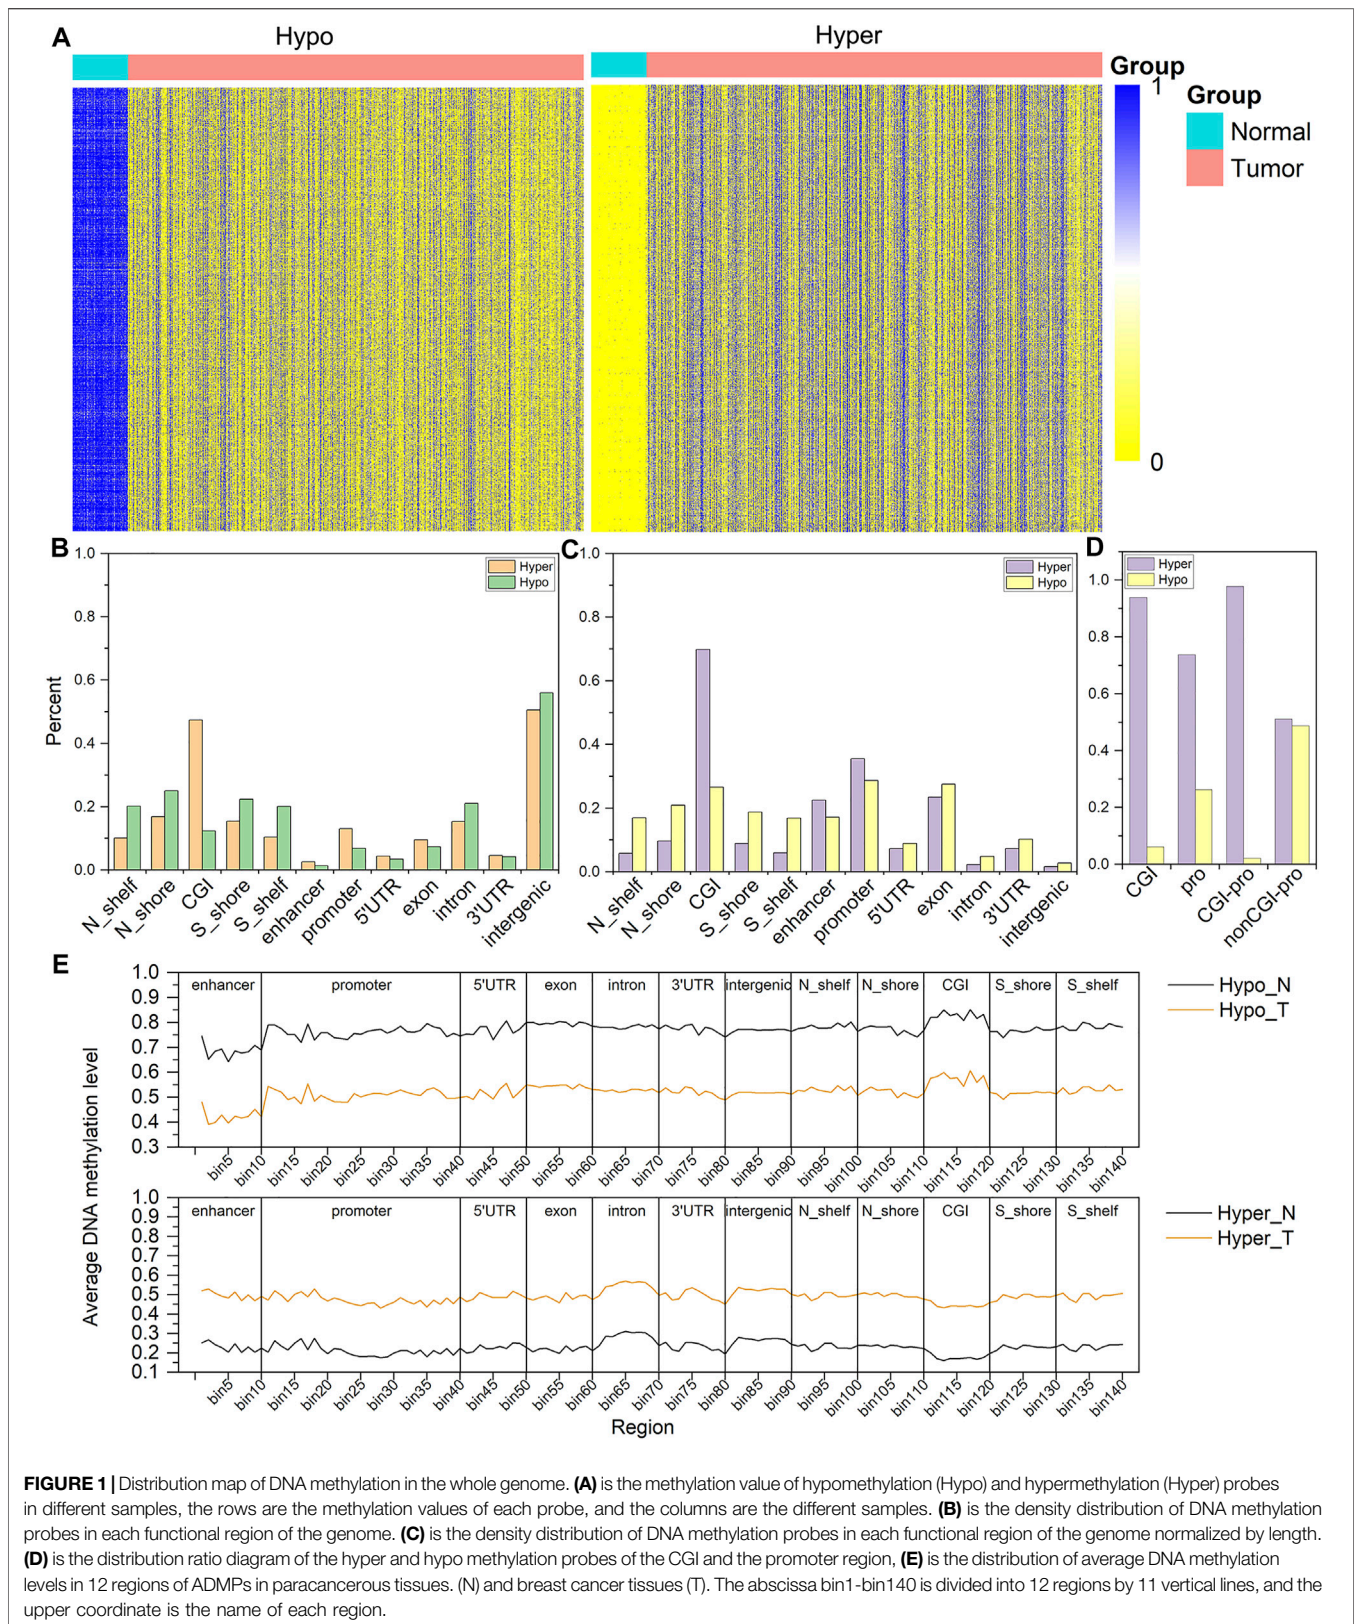 A
Hypo
Hyper
Group
1
0
Group
Normal
Tumor
B
1.0
0.8
0.6
0.4
0.2
0.0
Percent
Hyper
Hypo
N_shelf
N_shore
CGI
S_shore
S_shelf
enhancer
promoter
5'UTR
exon
intron
3'UTR
intergenic
C
1.0
0.8
0.6
0.4
0.2
0.0
Hyper
Hypo
N_shelf
N_shore
CGI
S_shore
S_shelf
enhancer
promoter
5'UTR
exon
intron
3'UTR
intergenic
D
1.0
0.8
0.6
0.4
0.2
0.0
Hyper
Hypo
CGI
pro
CGI-pro
nonCGI-pro
E
Average DNA methylation level
1.0
0.9
0.8
0.7
0.6
0.5
0.4
0.3
enhancer promoter 5'UTR exon intron 3'UTR intergenic N_shelf N_shore CGI S_shore S_shelf
Hypo_N
Hypo_T
bin5 bin10 bin15 bin20 bin25 bin30 bin35 bin40 bin45 bin50 bin55 bin60 bin65 bin70 bin75 bin80 bin85 bin90 bin95 bin100 bin105 bin110 bin115 bin120 bin125 bin130 bin135 bin140
1.0
0.9
0.8
0.7
0.6
0.5
0.4
0.3
0.2
0.1
enhancer promoter 5'UTR exon intron 3'UTR intergenic N_shelf N_shore CGI S_shore S_shelf
Hyper_N
Hyper_T
bin5 bin10 bin15 bin20 bin25 bin30 bin35 bin40 bin45 bin50 bin55 bin60 bin65 bin70 bin75 bin80 bin85 bin90 bin95 bin100 bin105 bin110 bin115 bin120 bin125 bin130 bin135 bin140
Region
FIGURE 1 | Distribution map of DNA methylation in the whole genome. (A) is the methylation value of hypomethylation (Hypo) and hypermethylation (Hyper) probes
in different samples, the rows are the methylation values of each probe, and the columns are the different samples. (B) is the density distribution of DNA methylation
probes in each functional region of the genome. (C) is the density distribution of DNA methylation probes in each functional region of the genome normalized by length.
(D) is the distribution ratio diagram of the hyper and hypo methylation probes of the CGI and the promoter region, (E) is the distribution of average DNA methylation
levels in 12 regions of ADMPs in paracancerous tissues. (N) and breast cancer tissues (T). The abscissa bin1-bin140 is divided into 12 regions by 11 vertical lines, and the
upper coordinate is the name of each region.